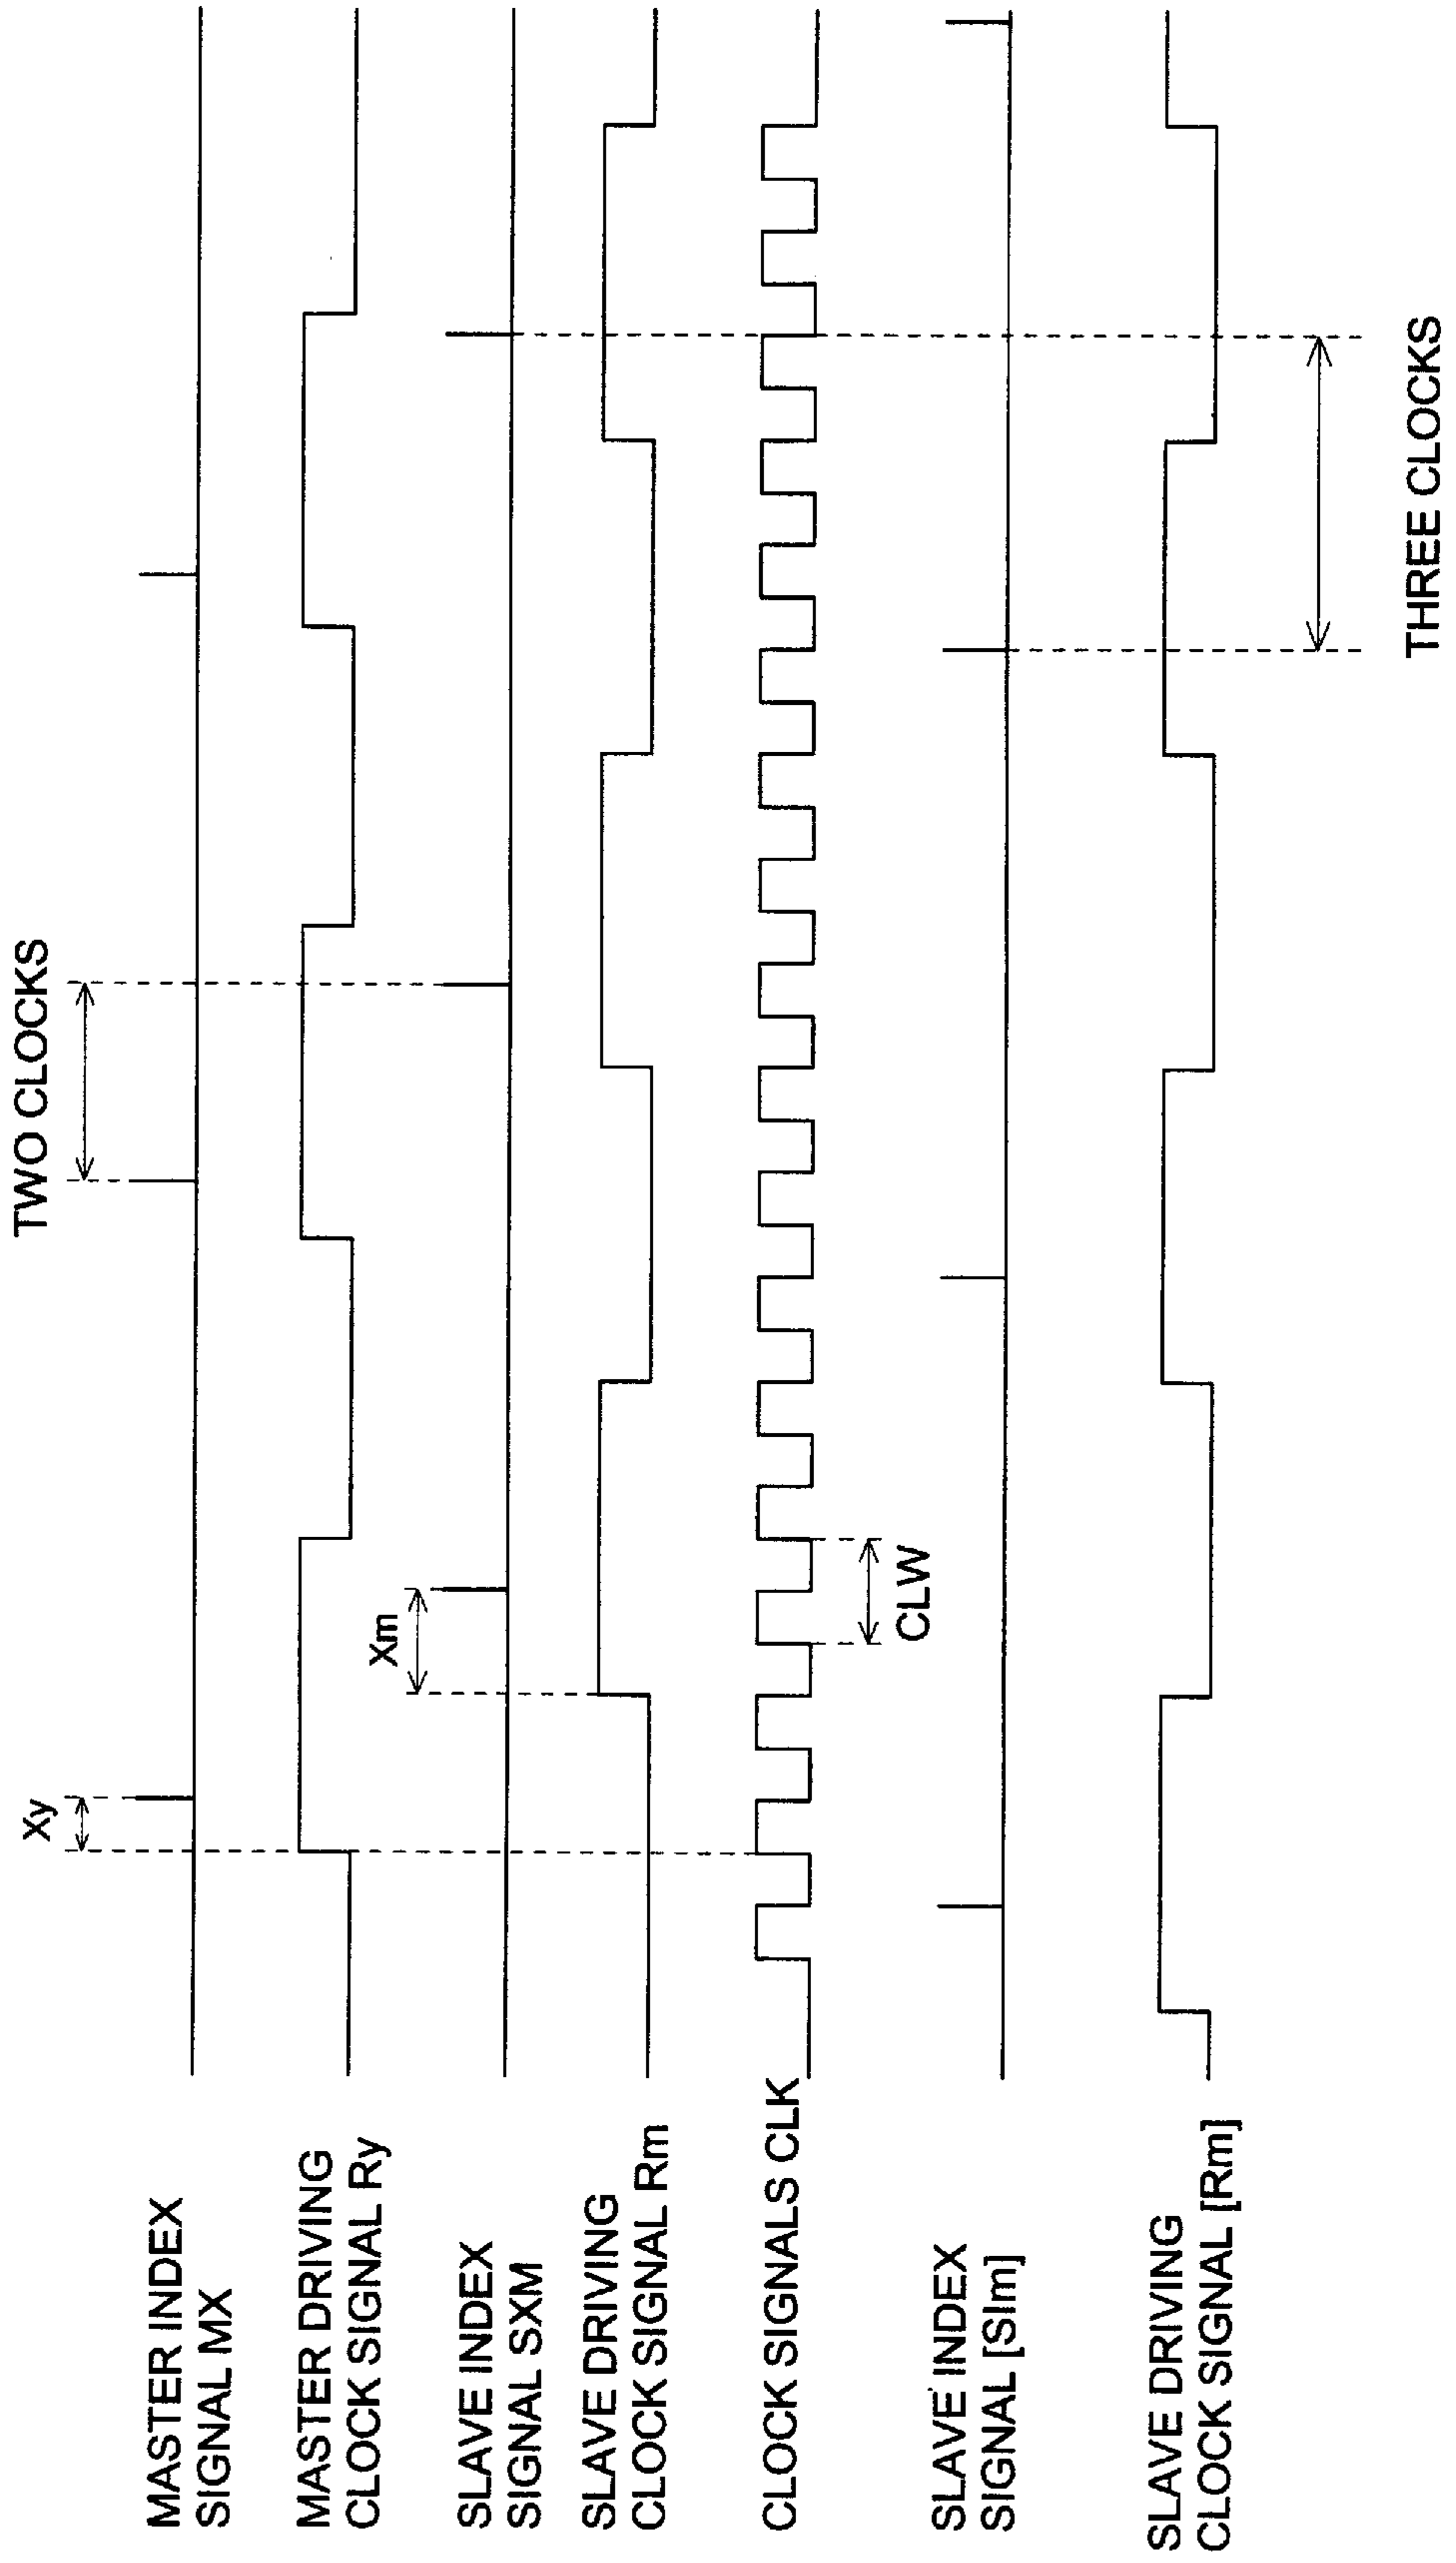 TWO CLOCKS
Xy
MASTER INDEX
SIGNAL MX
MASTER DRIVING
CLOCK SIGNAL Ry
Xm
SLAVE INDEX
SIGNAL SXM
SLAVE DRIVING
CLOCK SIGNAL Rm
CLOCK SIGNALS CLK
CLW
SLAVE INDEX
SIGNAL [SIm]
SLAVE DRIVING
CLOCK SIGNAL [Rm]
THREE CLOCKS